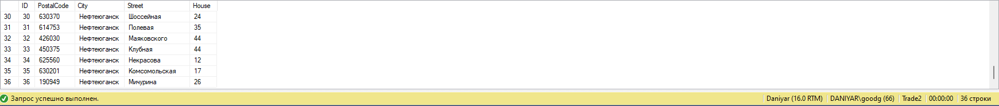 ID PostalCode City Street House
30 30 630370 Нефтеюганск Шоссейная 24
31 31 614753 Нефтеюганск Полевая 35
32 32 426030 Нефтеюганск Маяковского 44
33 33 450375 Нефтеюганск Клубная 44
34 34 625560 Нефтеюганск Некрасова 12
35 35 630201 Нефтеюганск Комсомольская 17
36 36 190949 Нефтеюганск Мичурина 26
Запрос успешно выполнен. Daniyar (16.0 RTM) DANIYAR\goodg (66) Trade2 00:00:00 36 строки